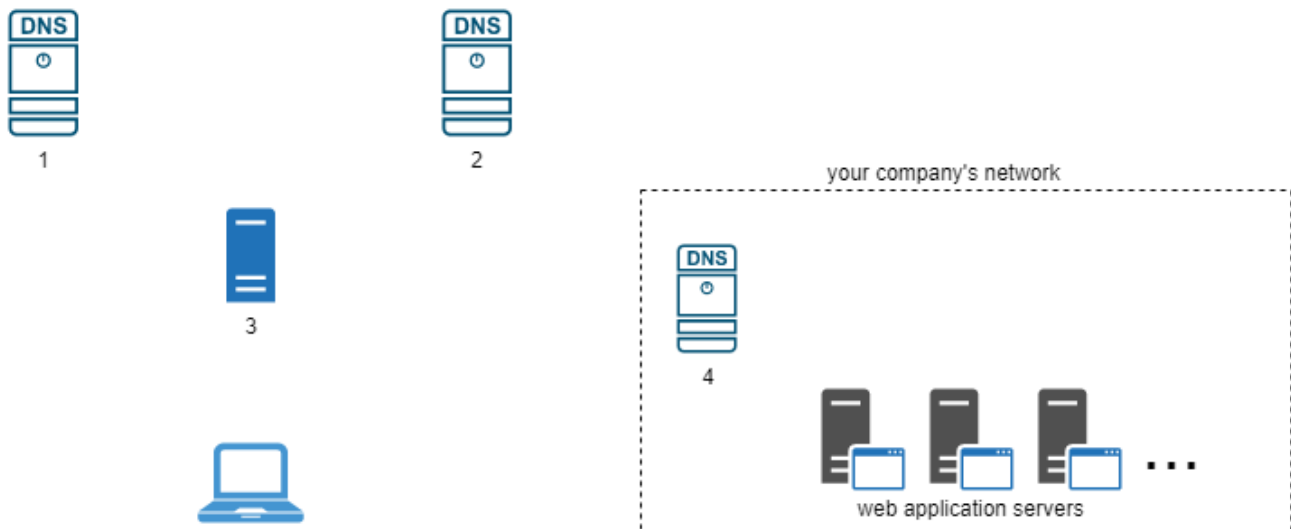 DNS
DNS
1
2
your company's network
DNS
3
4
web application servers